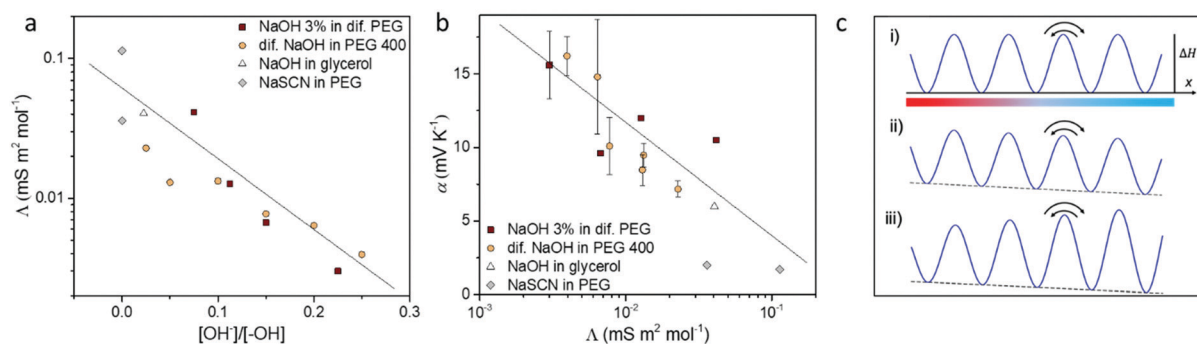 a
NaOH 3% in dif. PEG
dif. NaOH in PEG 400
NaOH in glycerol
NaSCN in PEG
0.1
0.01
Λ (mS m² mol⁻¹)
0.0 0.1 0.2 0.3
[OH⁻]/[-OH]
b
15
10
5
0
α (mV K⁻¹)
NaOH 3% in dif. PEG
dif. NaOH in PEG 400
NaOH in glycerol
NaSCN in PEG
10⁻³ 10⁻² 10⁻¹
Λ (mS m² mol⁻¹)
c
i)
ΔH
x
ii)
iii)